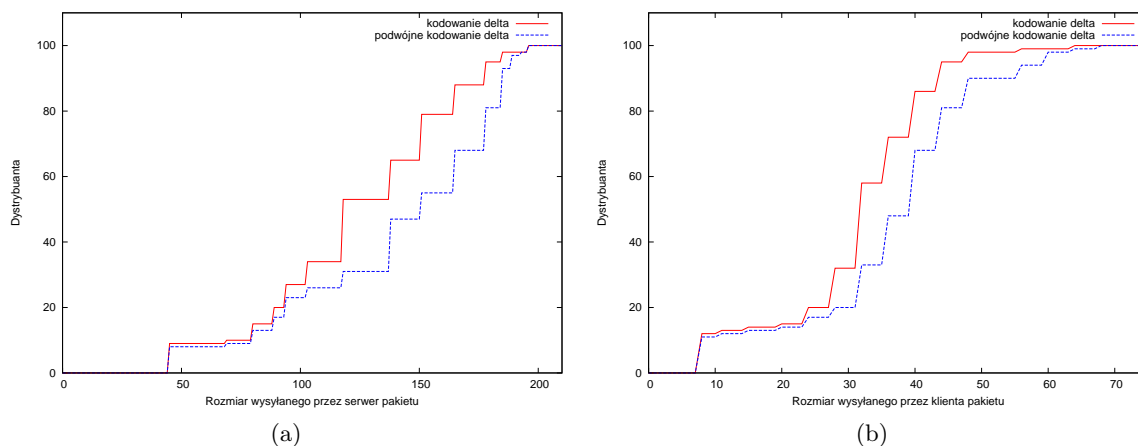 kodowanie delta
podwójne kodowanie delta
100
80
60
40
20
0
Dystrybuanta
0 50 100 150 200
Rozmiar wysyłanego przez serwer pakietu
(a)
kodowanie delta
podwójne kodowanie delta
100
80
60
40
20
0
Dystrybuanta
0 10 20 30 40 50 60 70
Rozmiar wysyłanego przez klienta pakietu
(b)